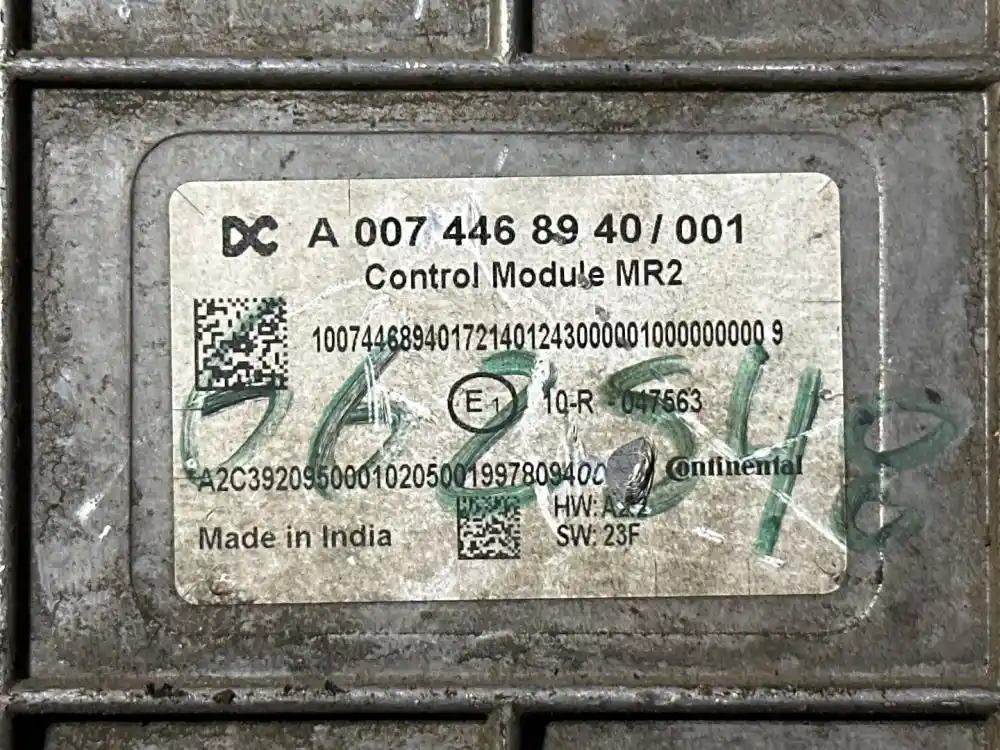 DC A 007 446 89 40 / 001
Control Module MR2
10074468940172140124300000100000000 9
E1 10-R - 047563
Continental
HW: A2.2
Made in India
SW: 23F